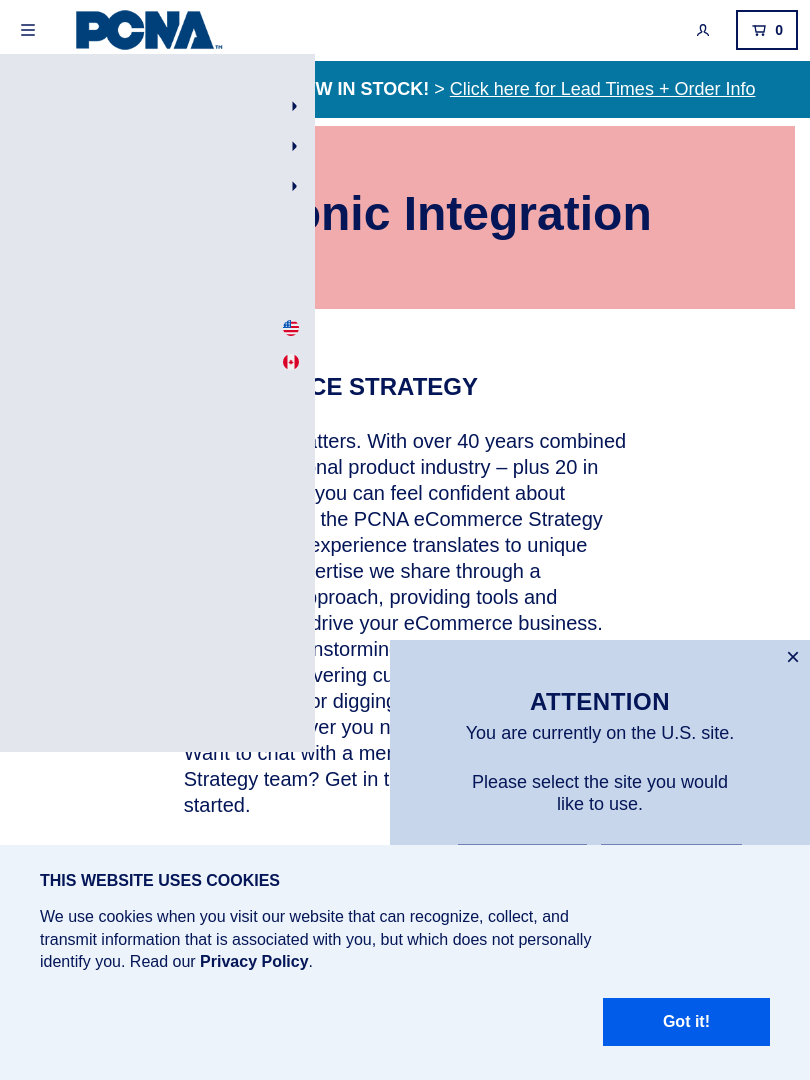 PCNA™
0
W IN STOCK! > Click here for Lead Times + Order Info
onic Integration
CE STRATEGY
atters. With over 40 years combined
onal product industry – plus 20 in
you can feel confident about
the PCNA eCommerce Strategy
experience translates to unique
ertise we share through a
pproach, providing tools and
drive your eCommerce business.
nstorming
vering cu
or digging
ver you n
Want to chat with a mer
Strategy team? Get in t
started.
×
ATTENTION
You are currently on the U.S. site.
Please select the site you would
like to use.
THIS WEBSITE USES COOKIES
We use cookies when you visit our website that can recognize, collect, and
transmit information that is associated with you, but which does not personally
identify you. Read our Privacy Policy.
Got it!